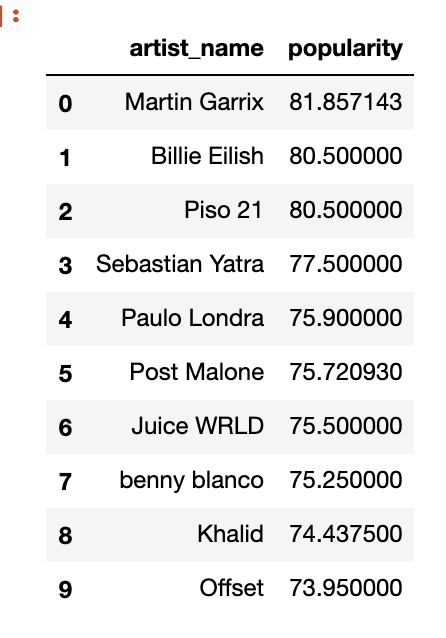 ]:
artist_name popularity
0 Martin Garrix 81.857143
1 Billie Eilish 80.500000
2 Piso 21 80.500000
3 Sebastian Yatra 77.500000
4 Paulo Londra 75.900000
5 Post Malone 75.720930
6 Juice WRLD 75.500000
7 benny blanco 75.250000
8 Khalid 74.437500
9 Offset 73.950000